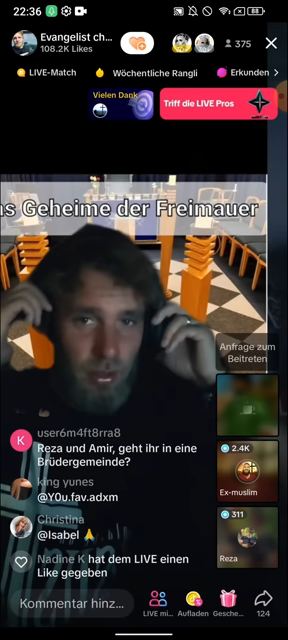 22:36
88
Evangelist ch...
108.2K Likes
375
LIVE-Match
Wöchentliche Rangli
Erkunden
Vielen Dank
Triff die LIVE Pros
as Geheime der Freimauer
Anfrage zum
Beitreten
user6m4ft8rra8
Reza und Amir, geht ihr in eine
Brüdergemeinde?
king yunes
@Y0u.fav.adxm
Christina
@Isabel 🙏
Nadine K hat dem LIVE einen
Like gegeben
K
2.4K
Ex-muslim
311
Reza
Kommentar hinz...
LIVE mi...
Aufladen
Gesche...
124